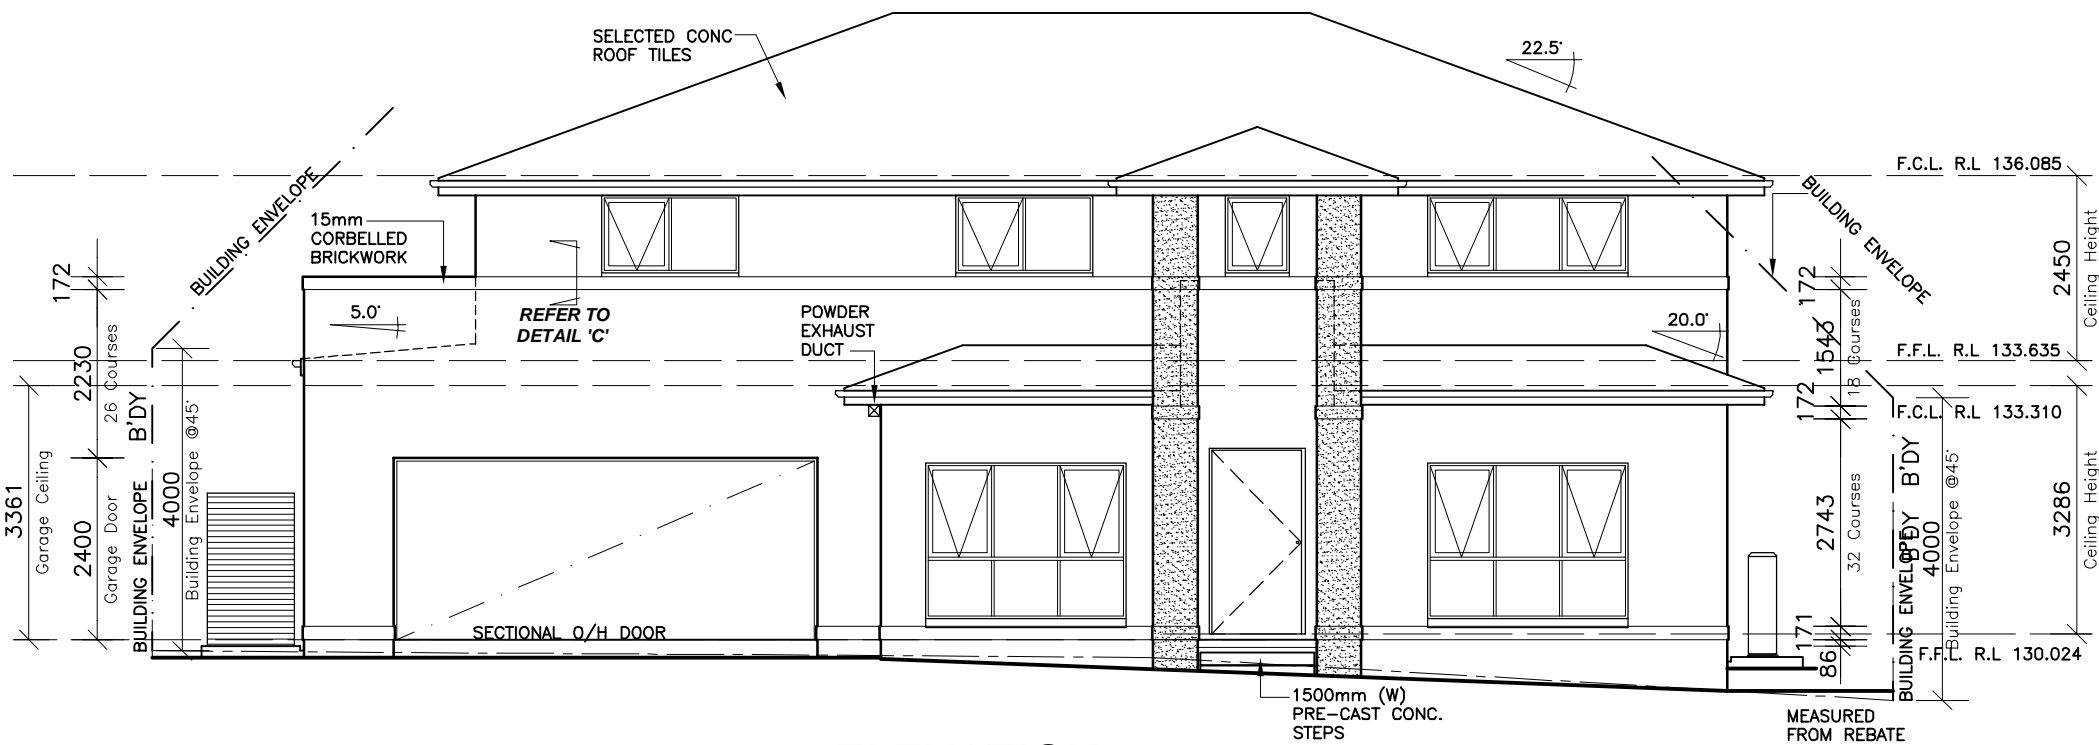 SELECTED CONC
ROOF TILES
22.5°
F.C.L. R.L 136.085
BUILDING ENVELOPE
BUILDING ENVELOPE
15mm
CORBELLED
BRICKWORK
172
2230
26 Courses
5.0°
REFER TO
DETAIL 'C'
POWDER
EXHAUST
DUCT
20.0°
2450
Ceiling Height
172
1543
18 Courses
172
F.F.L. R.L 133.635
F.C.L. R.L 133.310
3361
Garage Ceiling
2400
Garage Door
B'DY
BUILDING ENVELOPE
4000
Building Envelope @45°
SECTIONAL O/H DOOR
2743
32 Courses
171
86
B'DY
B'DY
BUILDING ENVELOPE
4000
Building Envelope @45°
3286
Ceiling Height
F.F.L. R.L 130.024
1500mm (W)
PRE-CAST CONC.
STEPS
MEASURED
FROM REBATE